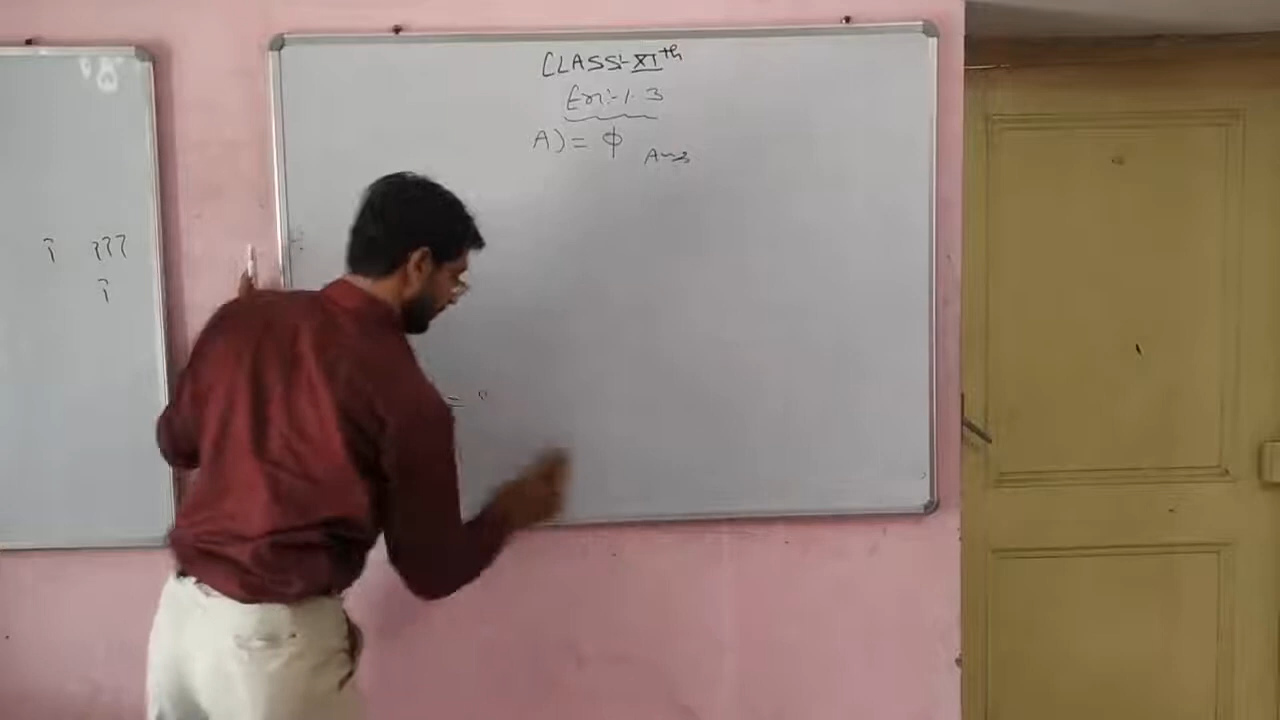 CLASS:- XIth
Ex:- 1.3
A) = ϕ Ans
? ???
?
= "